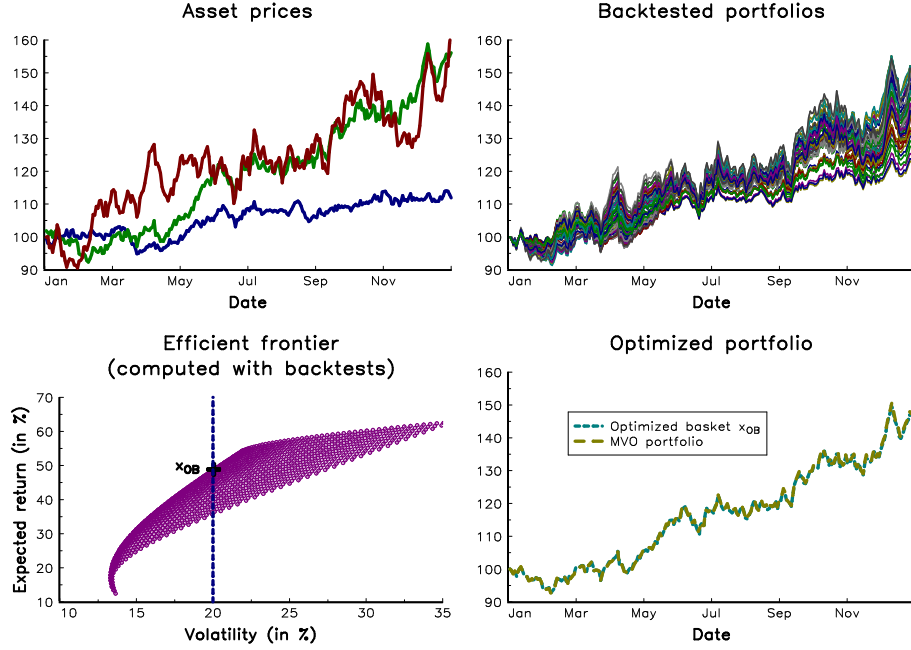 Asset prices
160
150
140
130
120
110
100
90
Jan Mar May Jul Sep Nov
Date
Backtested portfolios
160
150
140
130
120
110
100
90
Jan Mar May Jul Sep Nov
Date
Efficient frontier
(computed with backtests)
Expected return (in %)
70
60
50
40
30
20
10
xOB
10 15 20 25 30 35
Volatility (in %)
Optimized portfolio
160
150
140
130
120
110
100
90
Optimized basket xOB
MVO portfolio
Jan Mar May Jul Sep Nov
Date